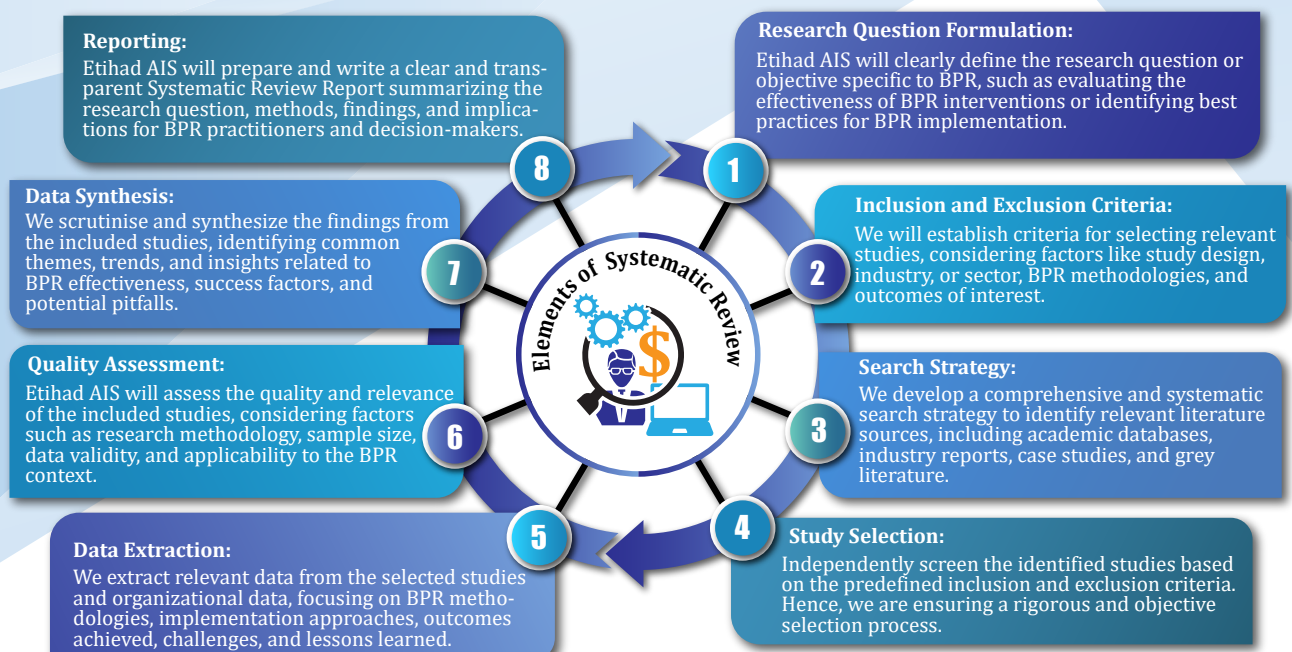 Elements of Systematic Review
1
Research Question Formulation:
Etihad AIS will clearly define the research question or
objective specific to BPR, such as evaluating the
effectiveness of BPR interventions or identifying best
practices for BPR implementation.
2
Inclusion and Exclusion Criteria:
We will establish criteria for selecting relevant
studies, considering factors like study design,
industry, or sector, BPR methodologies, and
outcomes of interest.
3
Search Strategy:
We develop a comprehensive and systematic
search strategy to identify relevant literature
sources, including academic databases,
industry reports, case studies, and grey
literature.
4
Study Selection:
Independently screen the identified studies based
on the predefined inclusion and exclusion criteria.
Hence, we are ensuring a rigorous and objective
selection process.
5
Data Extraction:
We extract relevant data from the selected studies
and organizational data, focusing on BPR metho-
dologies, implementation approaches, outcomes
achieved, challenges, and lessons learned.
6
Quality Assessment:
Etihad AIS will assess the quality and relevance
of the included studies, considering factors
such as research methodology, sample size,
data validity, and applicability to the BPR
context.
7
Data Synthesis:
We scrutinise and synthesize the findings from
the included studies, identifying common
themes, trends, and insights related to
BPR effectiveness, success factors, and
potential pitfalls.
8
Reporting:
Etihad AIS will prepare and write a clear and trans-
parent Systematic Review Report summarizing the
research question, methods, findings, and implica-
tions for BPR practitioners and decision-makers.
$